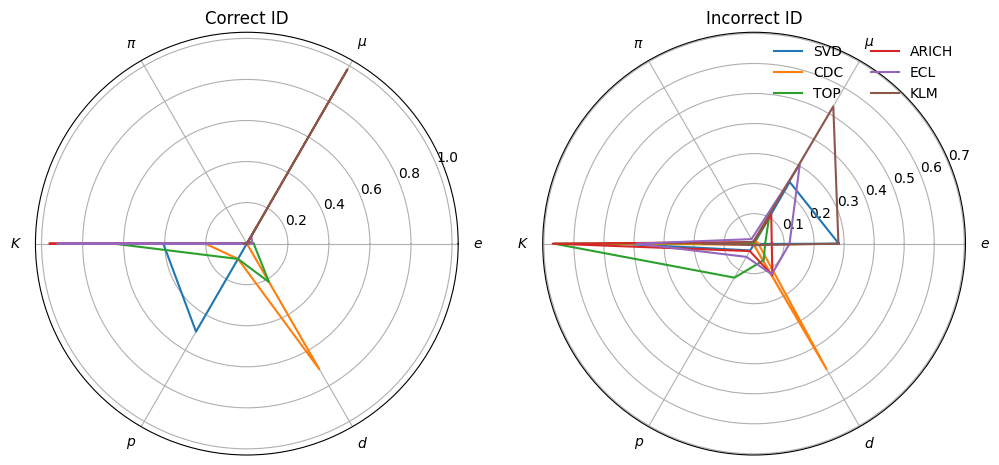 Correct ID
π
μ
K
e
p
d
0.2
0.4
0.6
0.8
1.0
Incorrect ID
π
μ
K
e
p
d
0.1
0.2
0.3
0.4
0.5
0.6
0.7
SVD
CDC
TOP
ARICH
ECL
KLM